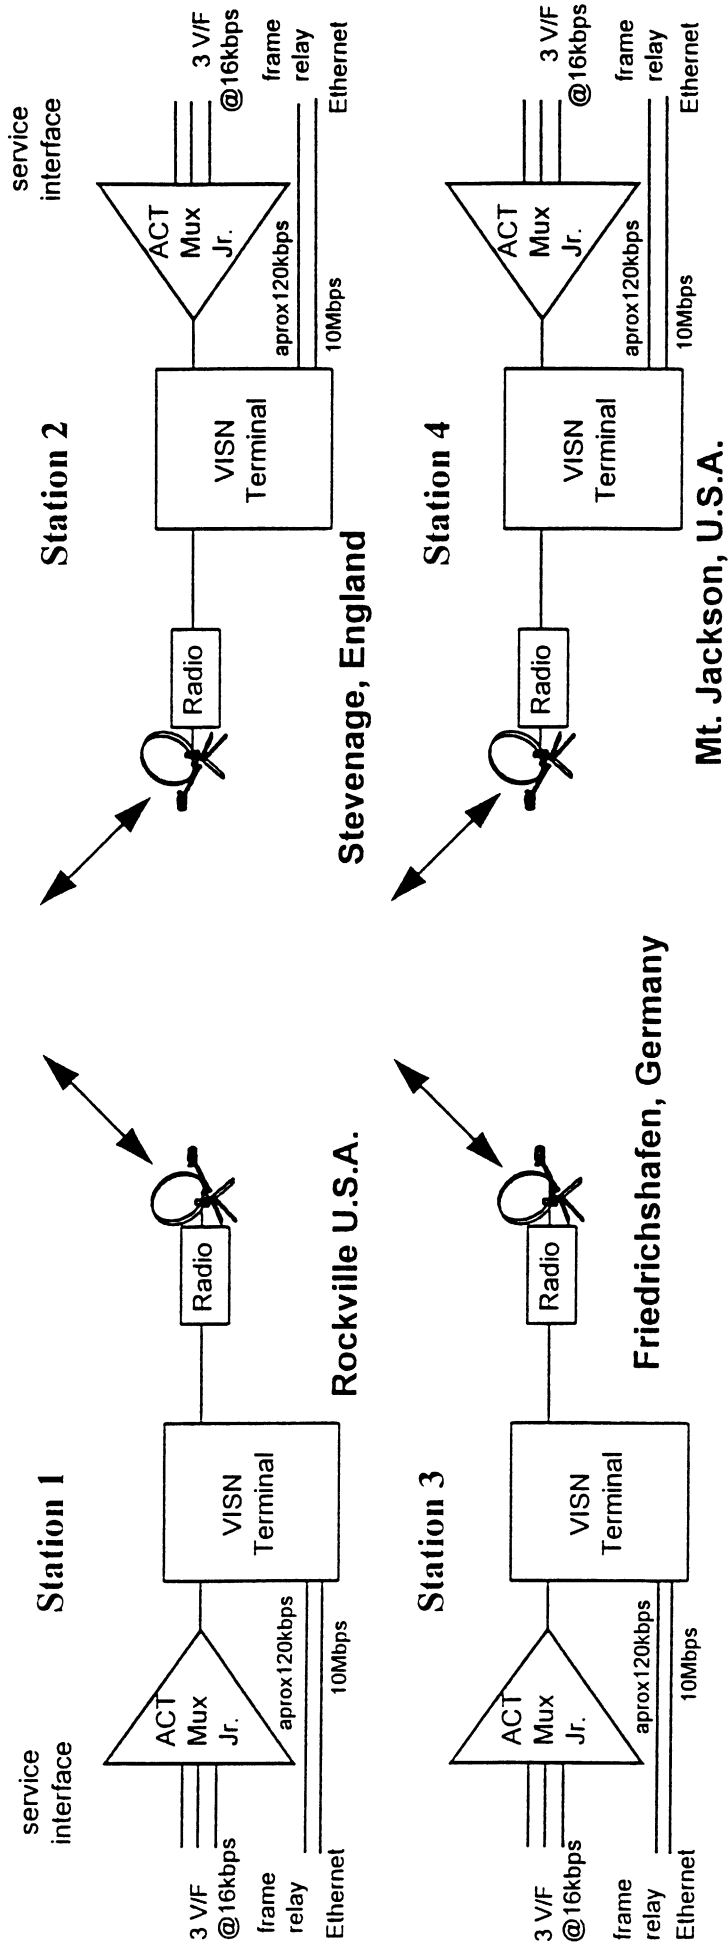 Station 1
service
interface
ACT
Mux
Jr.
VISN
Terminal
Radio
3 V/F
@16kbps
frame
relay
Ethernet
aprox120kbps
10Mbps
Rockville U.S.A.
Station 2
service
interface
Radio
VISN
Terminal
ACT
Mux
Jr.
3 V/F
@16kbps
frame
relay
Ethernet
aprox120kbps
10Mbps
Stevenage, England
Station 3
ACT
Mux
Jr.
VISN
Terminal
Radio
3 V/F
@16kbps
frame
relay
Ethernet
aprox120kbps
10Mbps
Friedrichshafen, Germany
Station 4
Radio
VISN
Terminal
ACT
Mux
Jr.
3 V/F
@16kbps
frame
relay
Ethernet
aprox120kbps
10Mbps
Mt. Jackson, U.S.A.